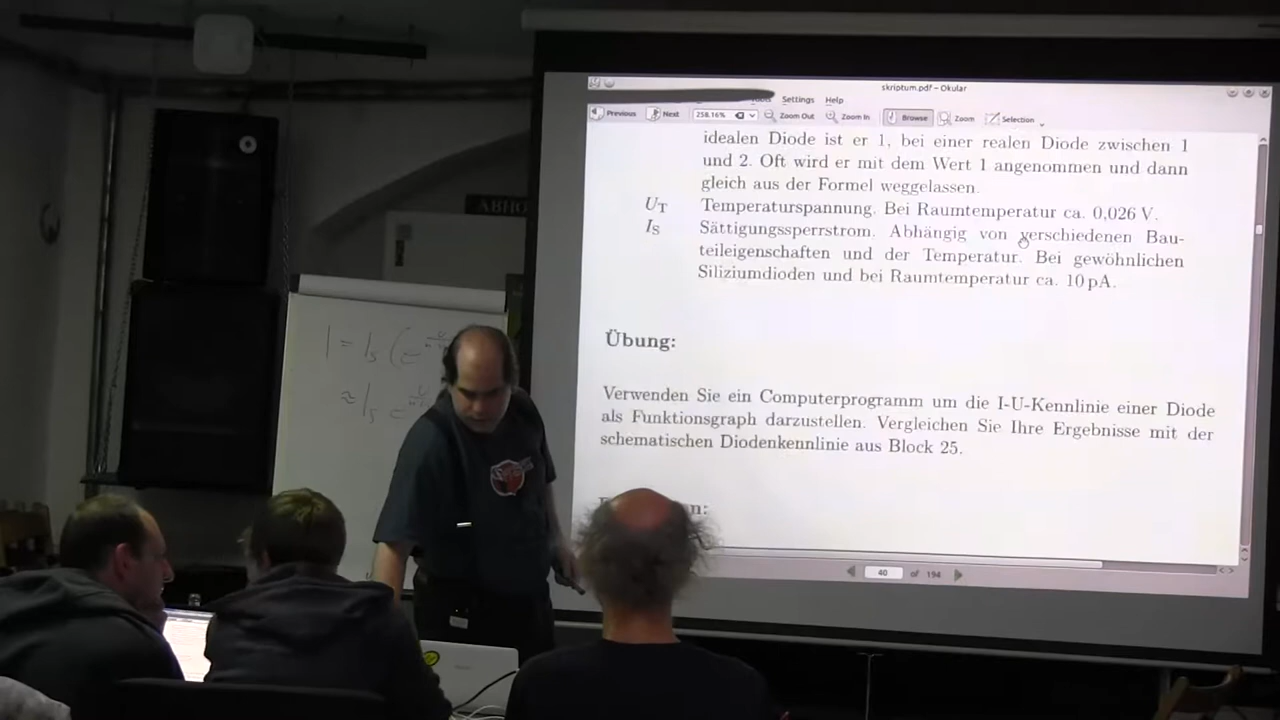 skriptum.pdf – Okular
Settings Help
Previous Next 258.16% Zoom Out Zoom In Browse Zoom Selection
idealen Diode ist er 1, bei einer realen Diode zwischen 1
und 2. Oft wird er mit dem Wert 1 angenommen und dann
gleich aus der Formel weggelassen.
U_T Temperaturspannung. Bei Raumtemperatur ca. 0,026 V.
I_S Sättigungssperrstrom. Abhängig von verschiedenen Bau-
teileigenschaften und der Temperatur. Bei gewöhnlichen
Siliziumdioden und bei Raumtemperatur ca. 10 pA.
Übung:
Verwenden Sie ein Computerprogramm um die I-U-Kennlinie einer Diode
als Funktionsgraph darzustellen. Vergleichen Sie Ihre Ergebnisse mit der
schematischen Diodenkennlinie aus Block 25.
n:
40 of 194
I = I_S (e
≈ I_S e